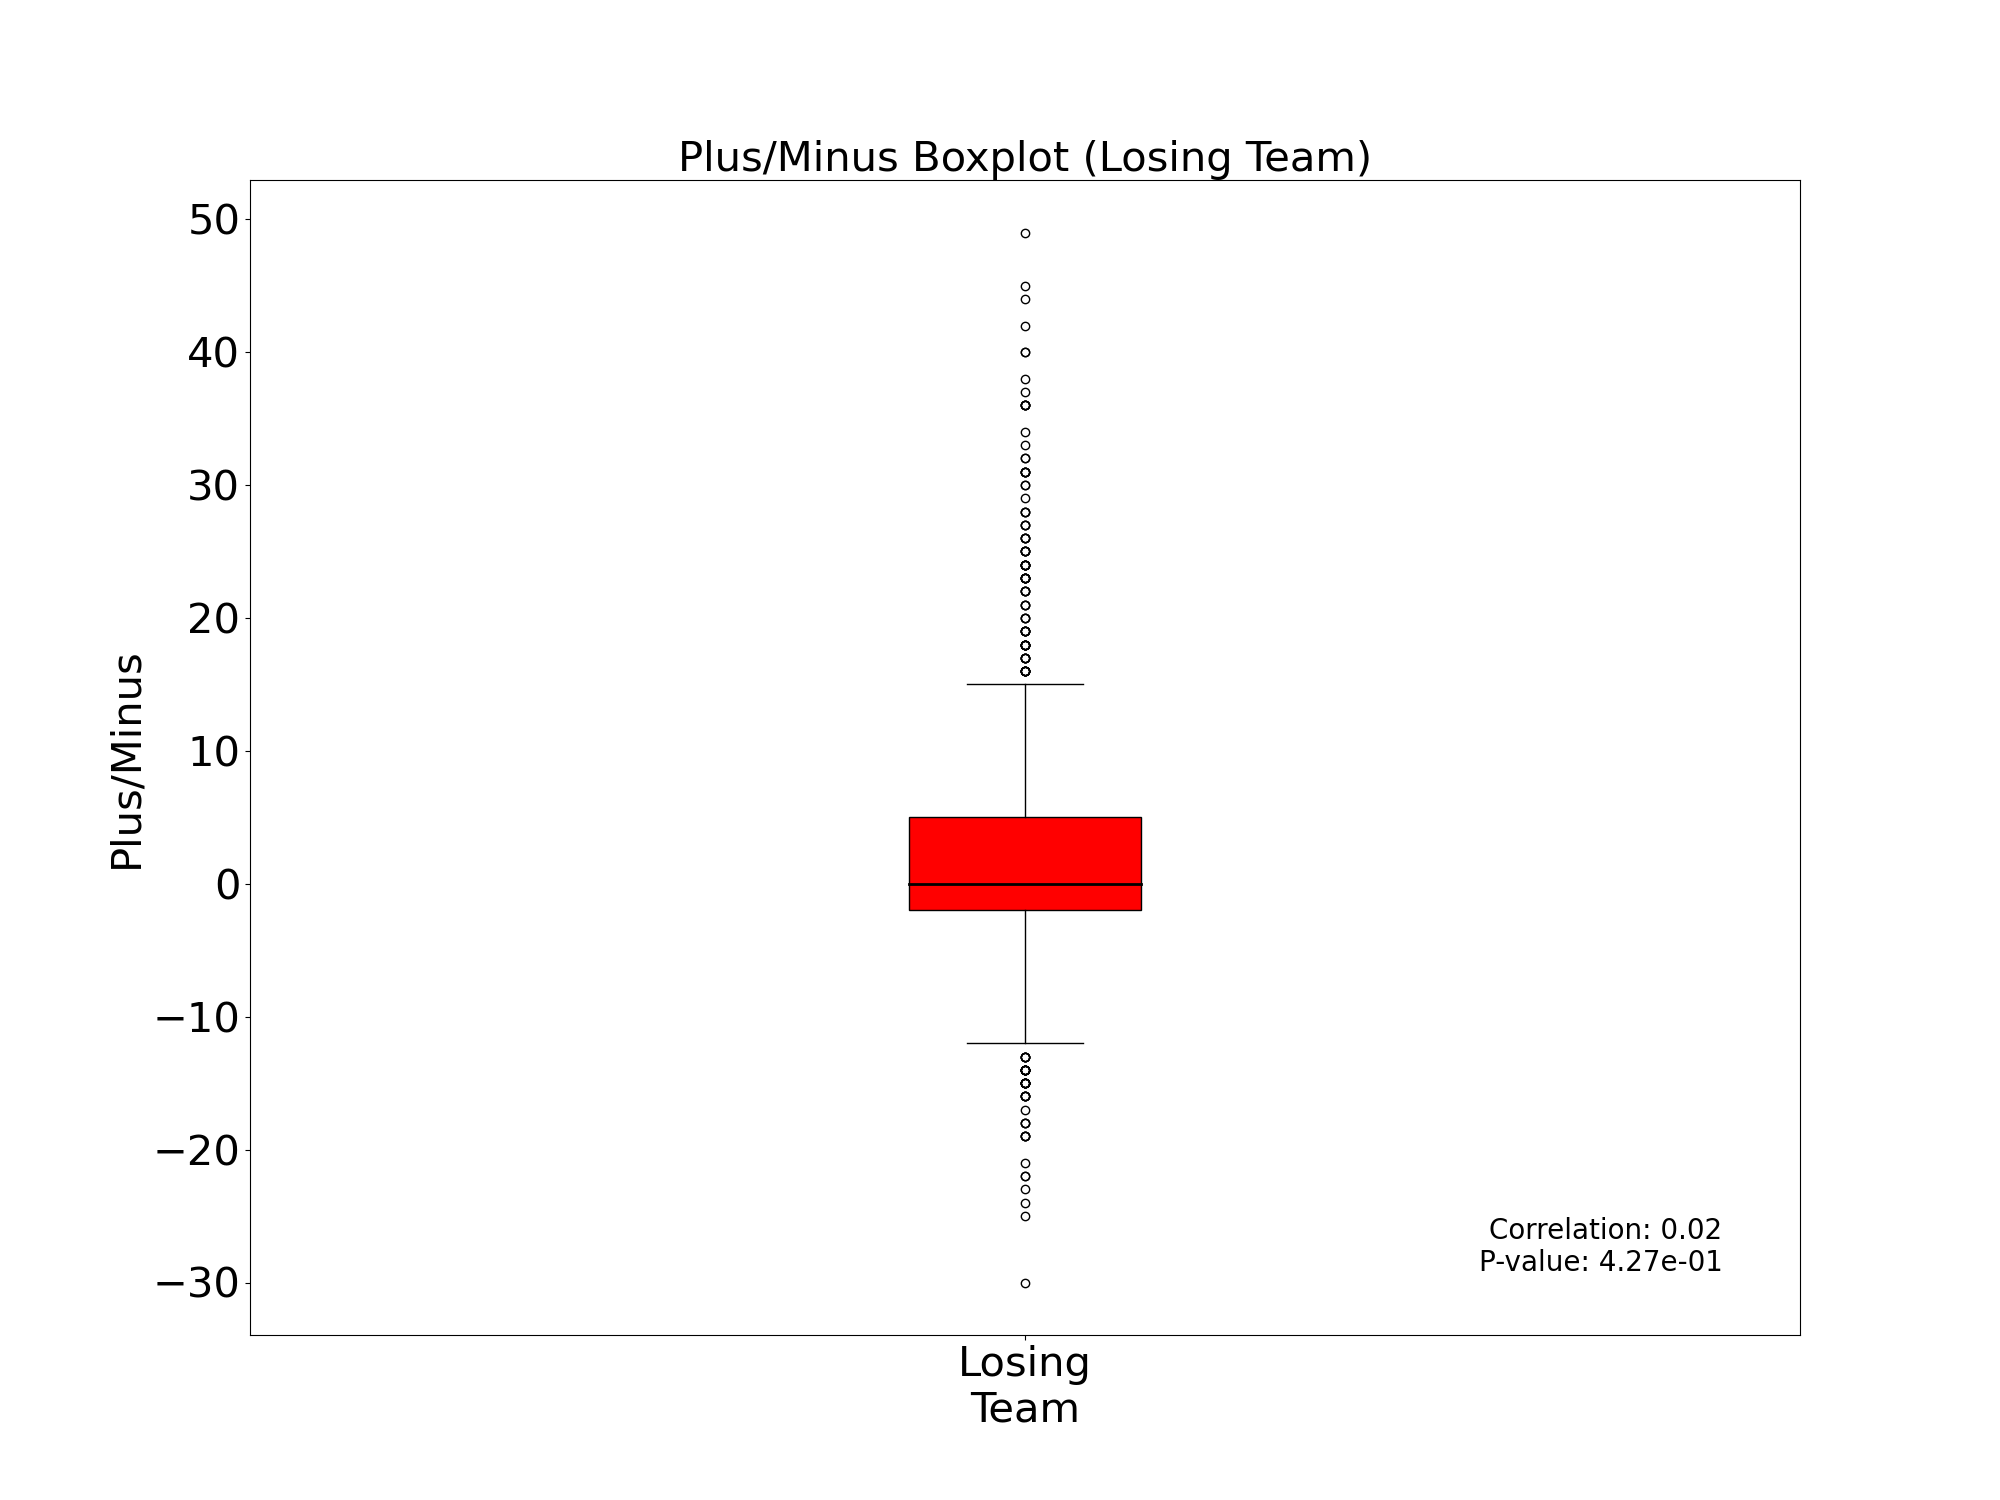 Plus/Minus Boxplot (Losing Team)
Plus/Minus
50
40
30
20
10
0
−10
−20
−30
Correlation: 0.02
P-value: 4.27e-01
Losing
Team